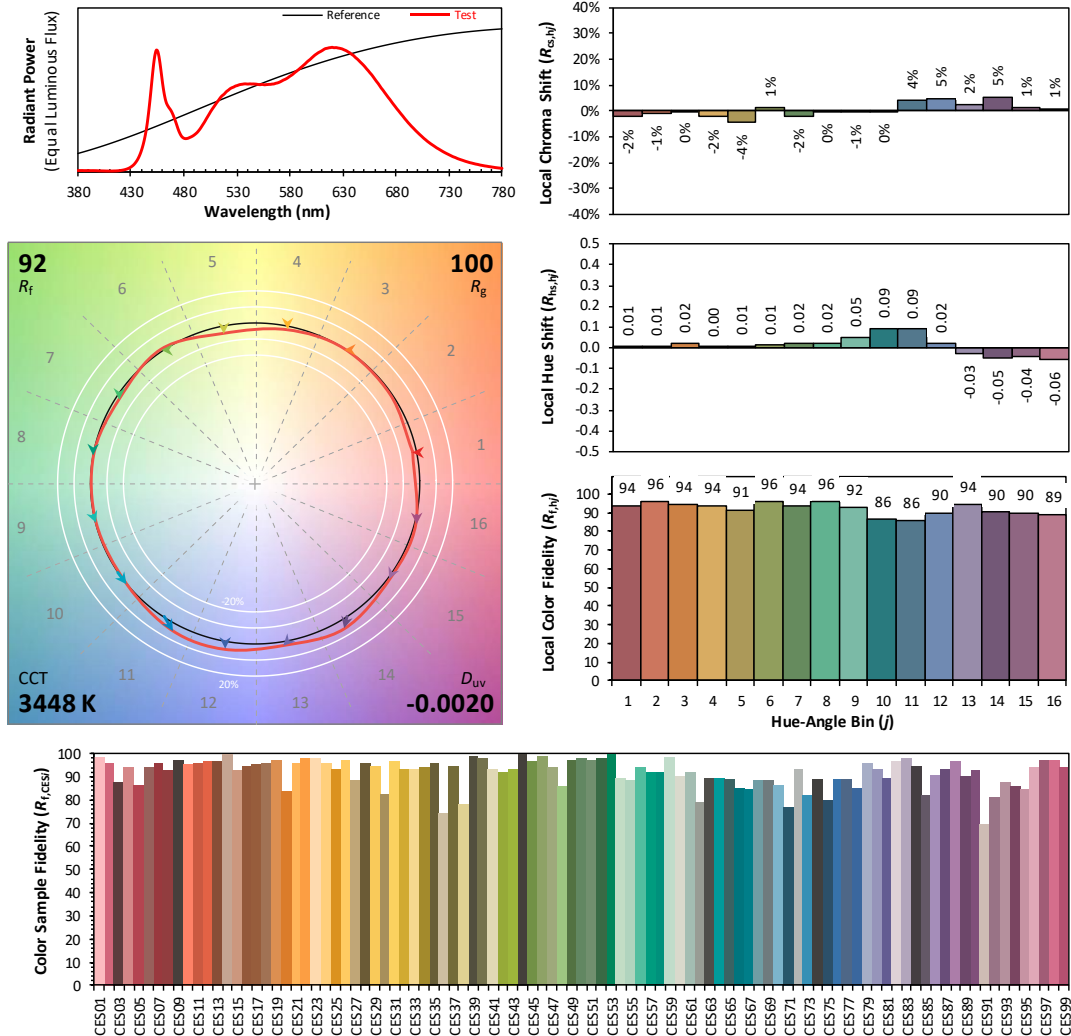 Reference
Test
Radiant Power
(Equal Luminous Flux)
380 430 480 530 580 630 680 730 780
Wavelength (nm)
Local Chroma Shift (Rcs,hj)
40%
30%
20%
10%
0%
-10%
-20%
-30%
-40%
-2% -1% 0% -2% -4% 1% -2% 0% -1% 0% 4% 5% 2% 5% 1% 1%
92
Rf
100
Rg
5 4
6 3
7 2
8 1
9 16
10 15
11 14
12 13
-20%
20%
CCT
3448 K
Duv
-0.0020
Local Hue Shift (Rhs,hj)
0.5
0.4
0.3
0.2
0.1
0.0
-0.1
-0.2
-0.3
-0.4
-0.5
0.01 0.01 0.02 0.00 0.01 0.01 0.02 0.02 0.05 0.09 0.09 0.02 -0.03 -0.05 -0.04 -0.06
Local Color Fidelity (Rf,hj)
100
90
80
70
60
50
40
30
20
10
0
94 96 94 94 91 96 94 96 92 86 86 90 94 90 90 89
1 2 3 4 5 6 7 8 9 10 11 12 13 14 15 16
Hue-Angle Bin (j)
Color Sample Fidelity (Rf,CESi)
100
90
80
70
60
50
40
30
20
10
0
CES01 CES03 CES05 CES07 CES09 CES11 CES13 CES15 CES17 CES19 CES21 CES23 CES25 CES27 CES29 CES31 CES33 CES35 CES37 CES39 CES41 CES43 CES45 CES47 CES49 CES51 CES53 CES55 CES57 CES59 CES61 CES63 CES65 CES67 CES69 CES71 CES73 CES75 CES77 CES79 CES81 CES83 CES85 CES87 CES89 CES91 CES93 CES95 CES97 CES99